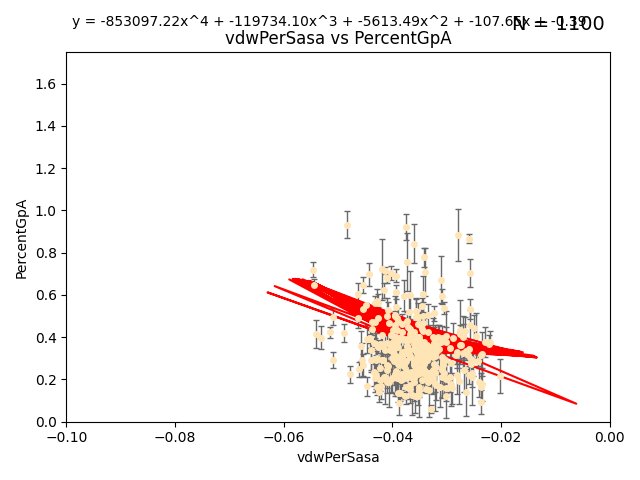 y = -853097.22x^4 + -119734.10x^3 + -5613.49x^2 + -107.65x + -0.39
N = 1100
vdwPerSasa vs PercentGpA
1.6
1.4
1.2
1.0
0.8
0.6
0.4
0.2
0.0
PercentGpA
−0.10 −0.08 −0.06 −0.04 −0.02 0.00
vdwPerSasa